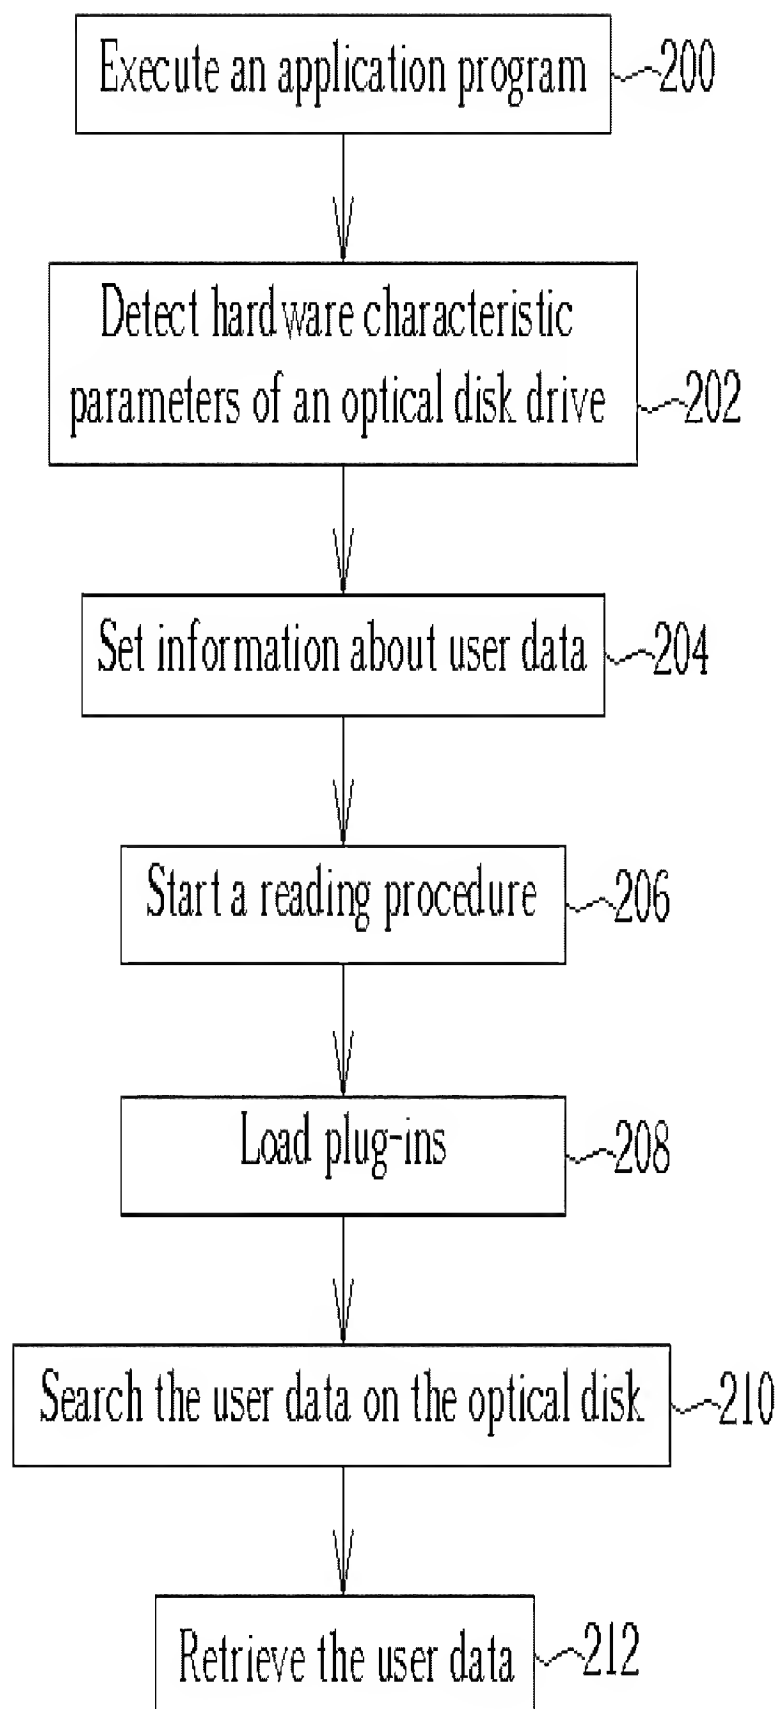 Execute an application program
200
Detect hardware characteristic
parameters of an optical disk drive
202
Set information about user data
204
Start a reading procedure
206
Load plug-ins
208
Search the user data on the optical disk
210
Retrieve the user data
212